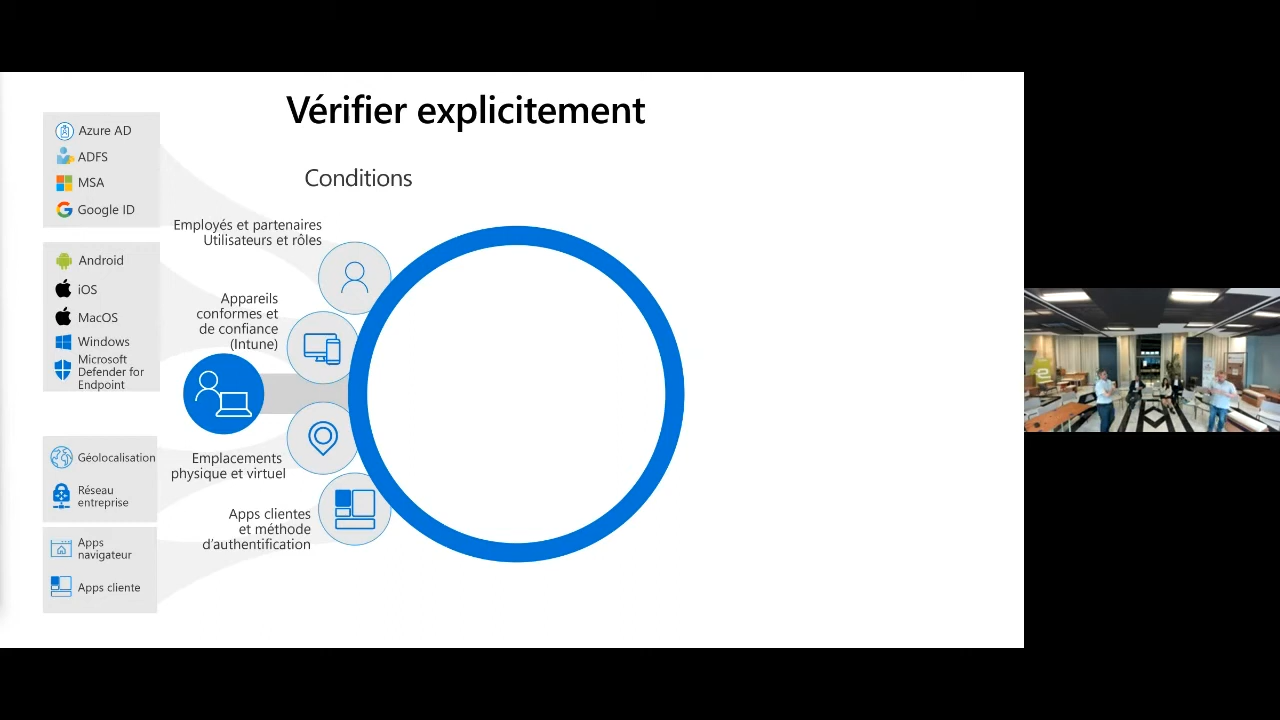 Vérifier explicitement
Conditions
Azure AD
ADFS
MSA
Google ID
Employés et partenaires
Utilisateurs et rôles
Android
iOS
MacOS
Windows
Microsoft
Defender for
Endpoint
Appareils
conformes et
de confiance
(Intune)
Géolocalisation
Réseau
entreprise
Emplacements
physique et virtuel
Apps
navigateur
Apps cliente
Apps clientes
et méthode
d'authentification